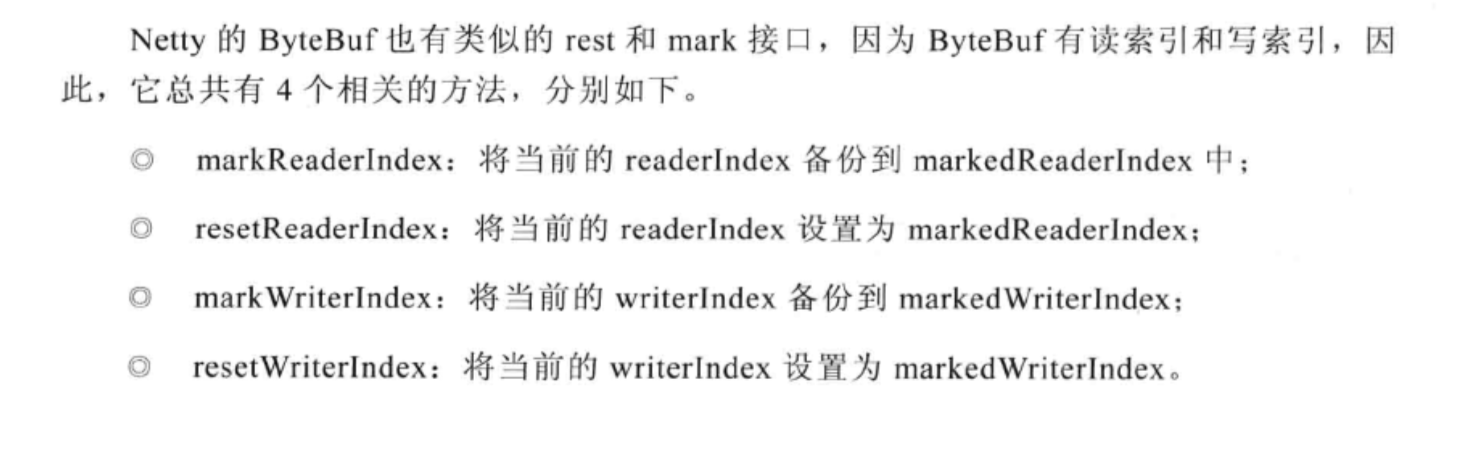 Netty 的 ByteBuf 也有类似的 rest 和 mark 接口，因为 ByteBuf 有读索引和写索引，因
此，它总共有 4 个相关的方法，分别如下。
◎ markReaderIndex：将当前的 readerIndex 备份到 markedReaderIndex 中；
◎ resetReaderIndex：将当前的 readerIndex 设置为 markedReaderIndex；
◎ markWriterIndex：将当前的 writerIndex 备份到 markedWriterIndex；
◎ resetWriterIndex：将当前的 writerIndex 设置为 markedWriterIndex。